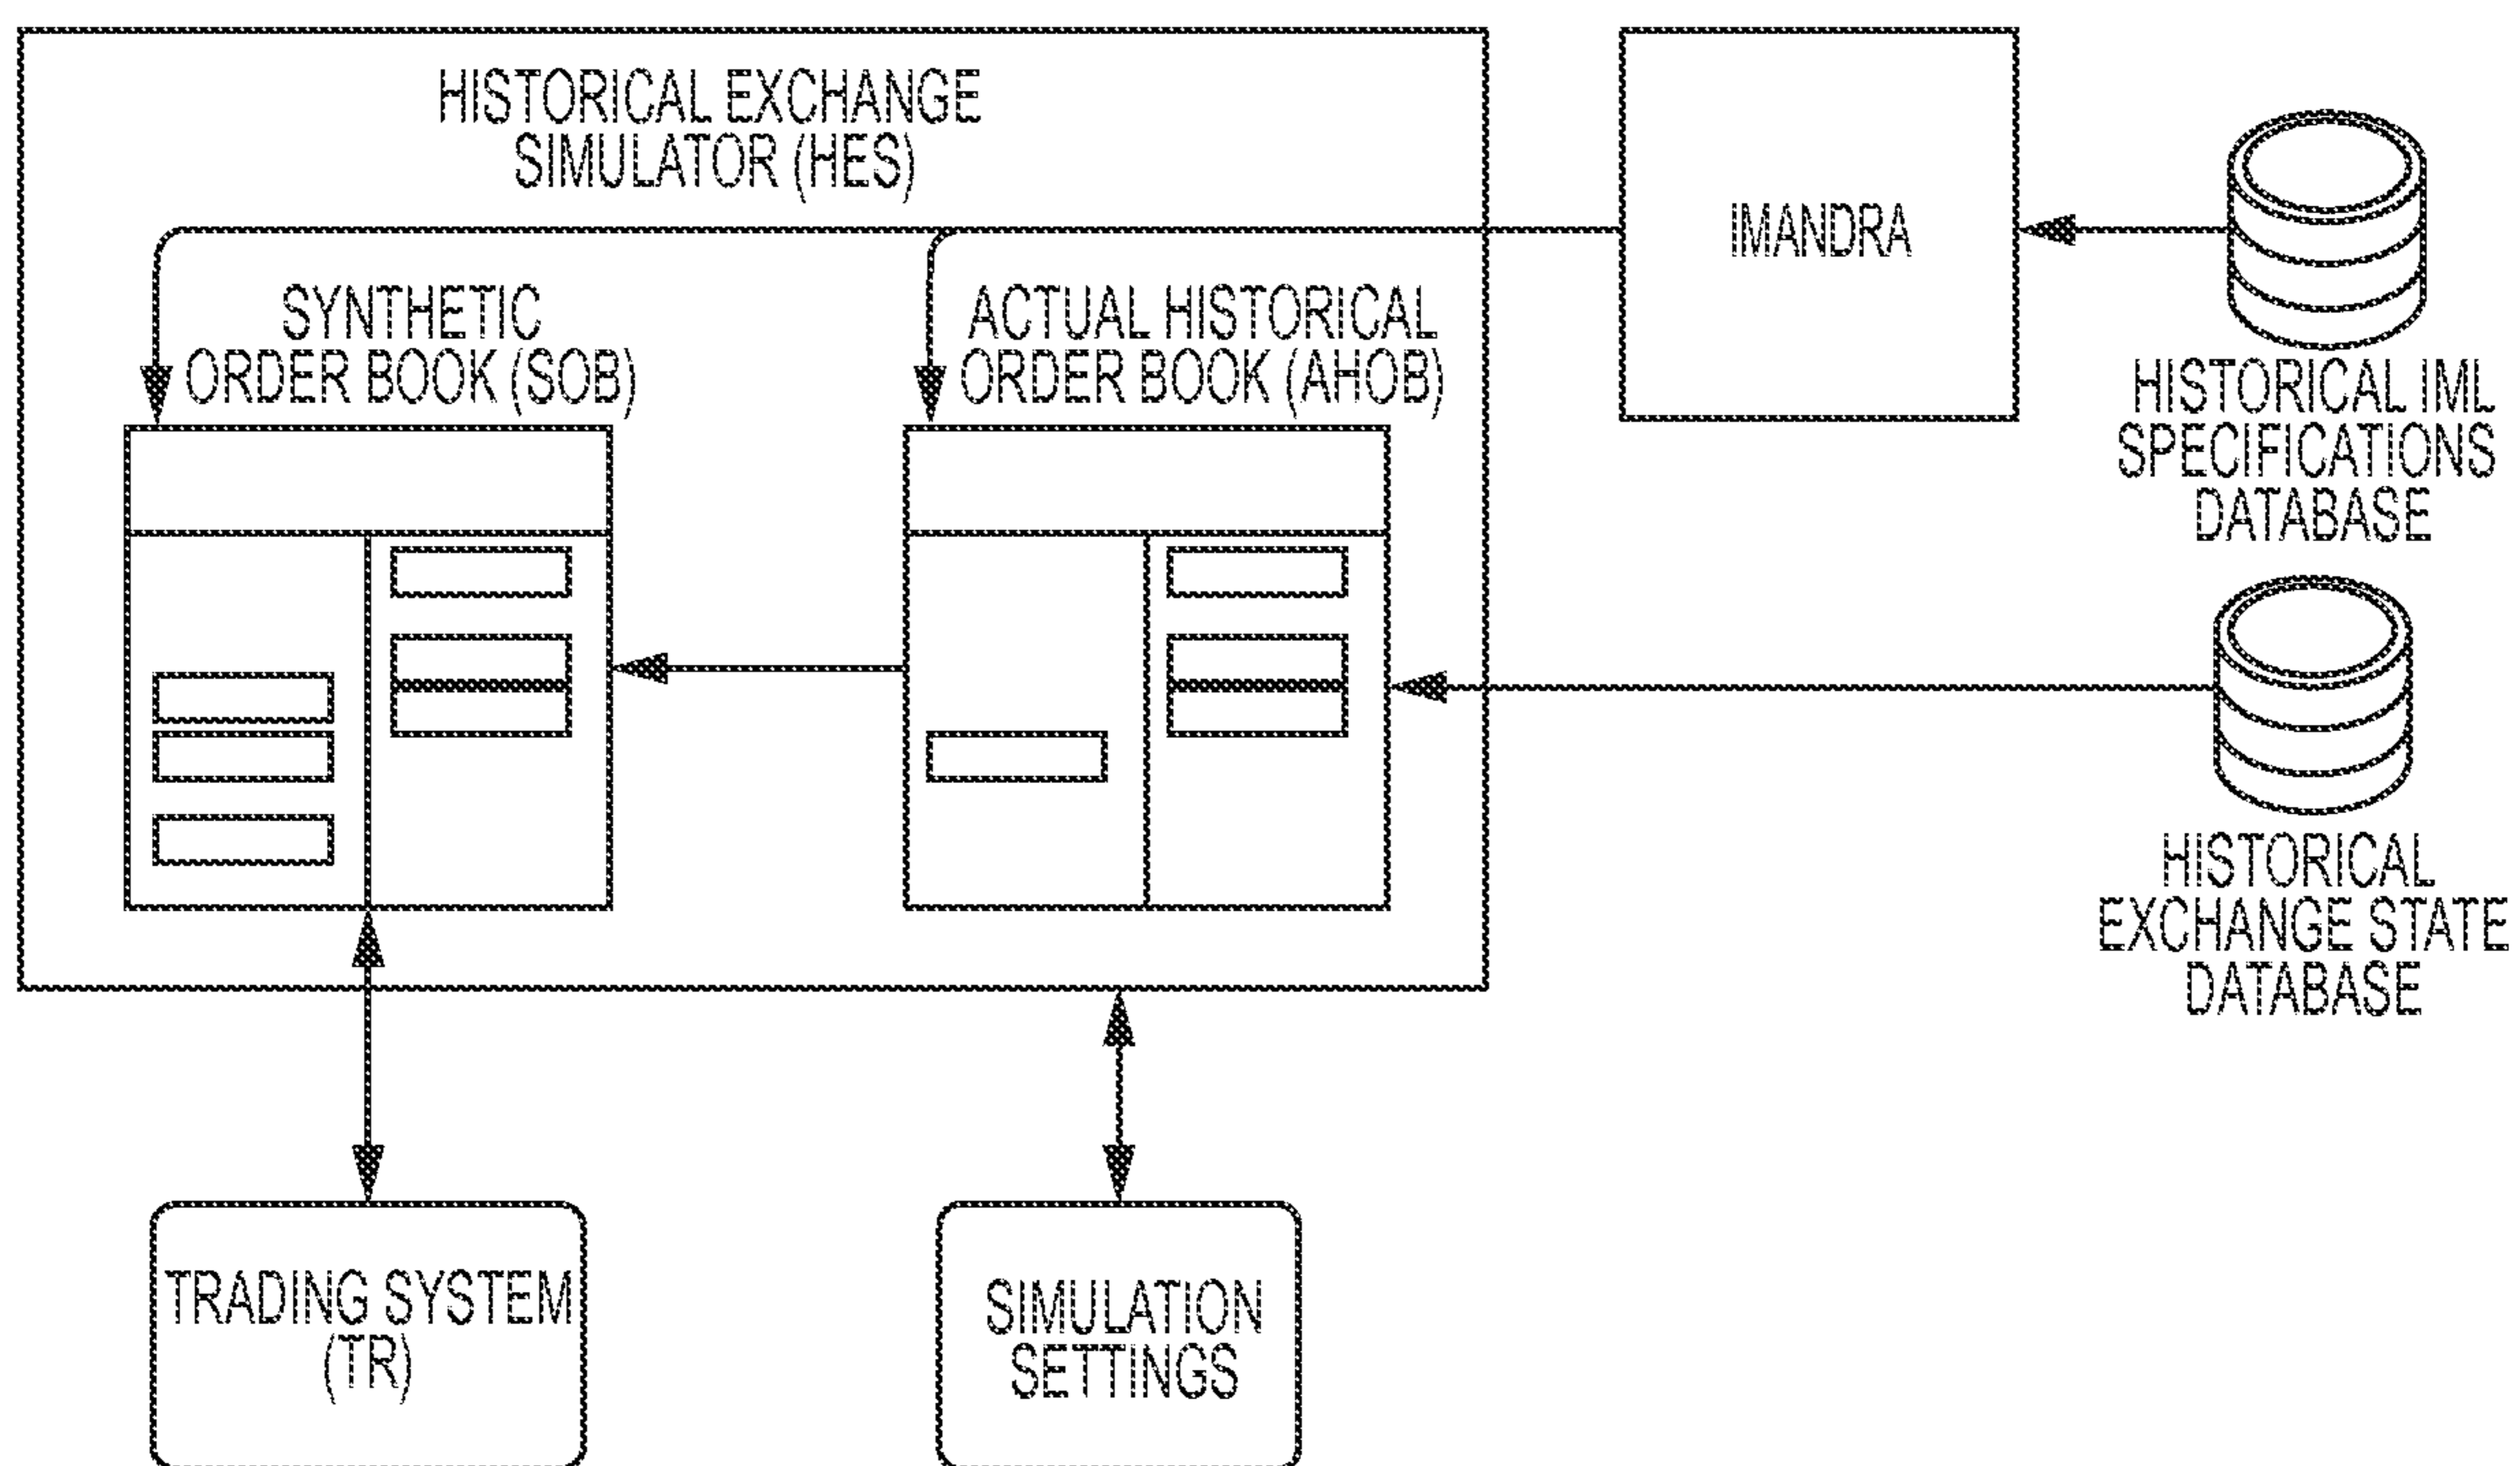 HISTORICAL EXCHANGE
SIMULATOR (HES)
IMANDRA
SYNTHETIC
ORDER BOOK (SOB)
ACTUAL HISTORICAL
ORDER BOOK (AHOB)
HISTORICAL IML
SPECIFICATIONS
DATABASE
HISTORICAL
EXCHANGE STATE
DATABASE
TRADING SYSTEM
(TR)
SIMULATION
SETTINGS